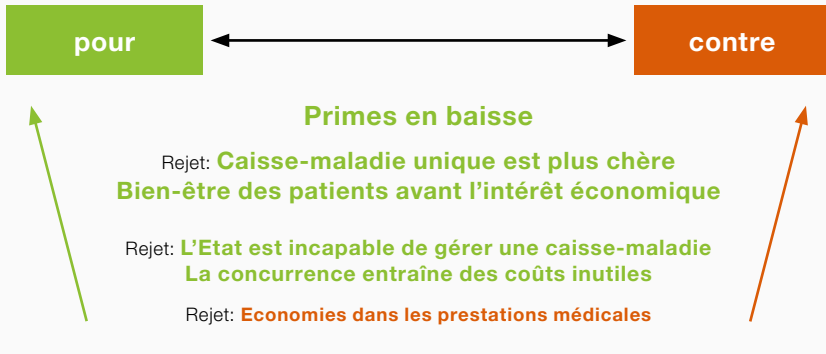 pour
contre
Primes en baisse
Rejet: Caisse-maladie unique est plus chère
Bien-être des patients avant l'intérêt économique
Rejet: L'Etat est incapable de gérer une caisse-maladie
La concurrence entraîne des coûts inutiles
Rejet: Economies dans les prestations médicales